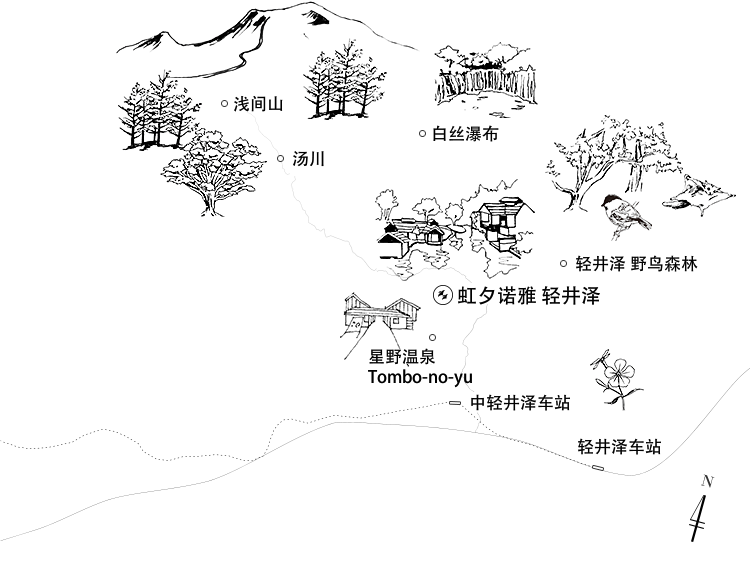 浅间山
白丝瀑布
汤川
轻井泽 野鸟森林
虹夕诺雅 轻井泽
星野温泉
Tombo-no-yu
中轻井泽车站
轻井泽车站
N